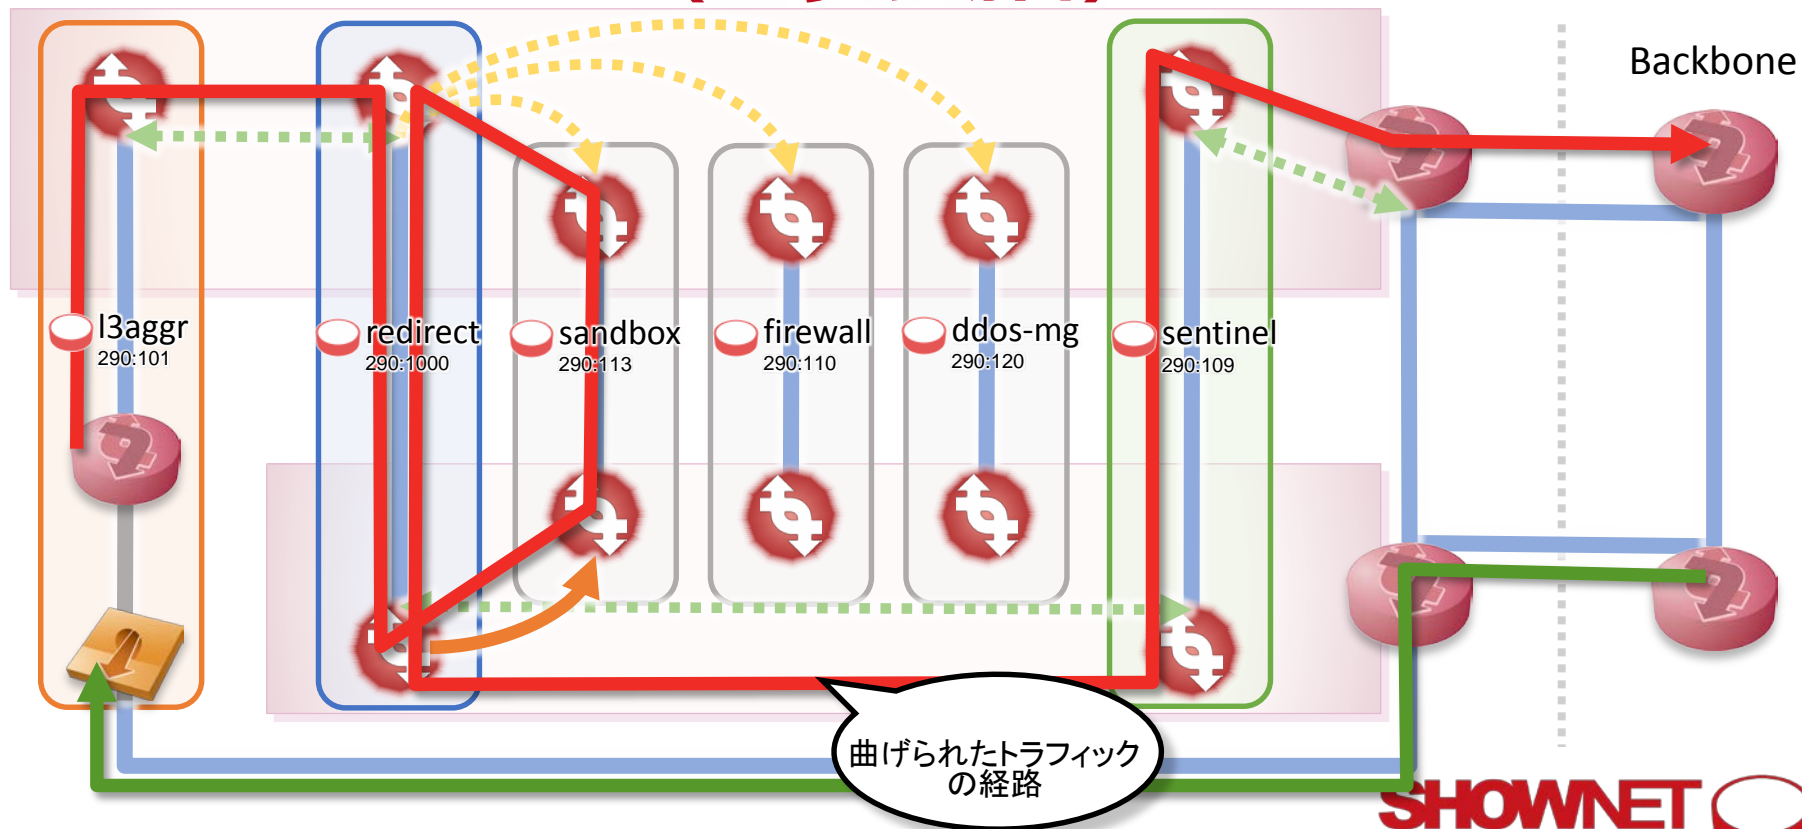 Backbone
l3aggr
290:101
redirect
290:1000
sandbox
290:113
firewall
290:110
ddos-mg
290:120
sentinel
290:109
曲げられたトラフィック
の経路
SHOWNET